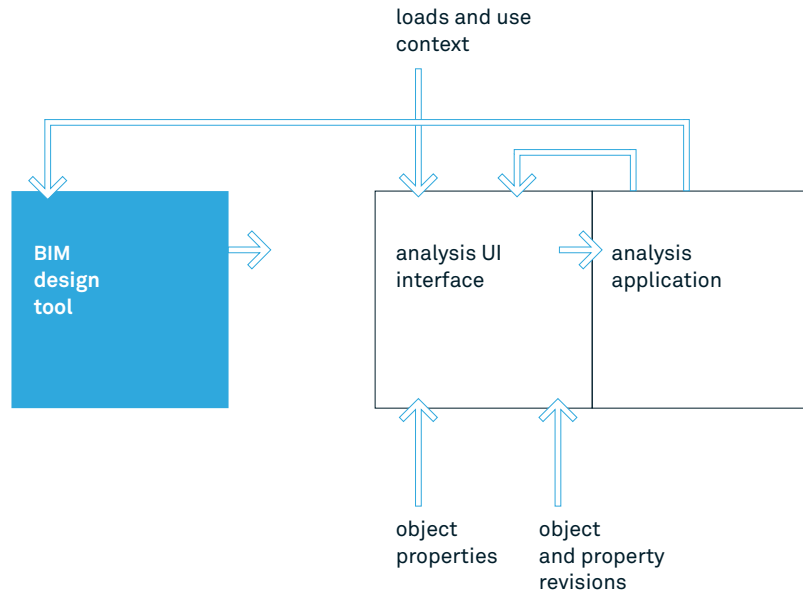 loads and use
context
BIM
design
tool
analysis UI
interface
analysis
application
object
properties
object
and property
revisions